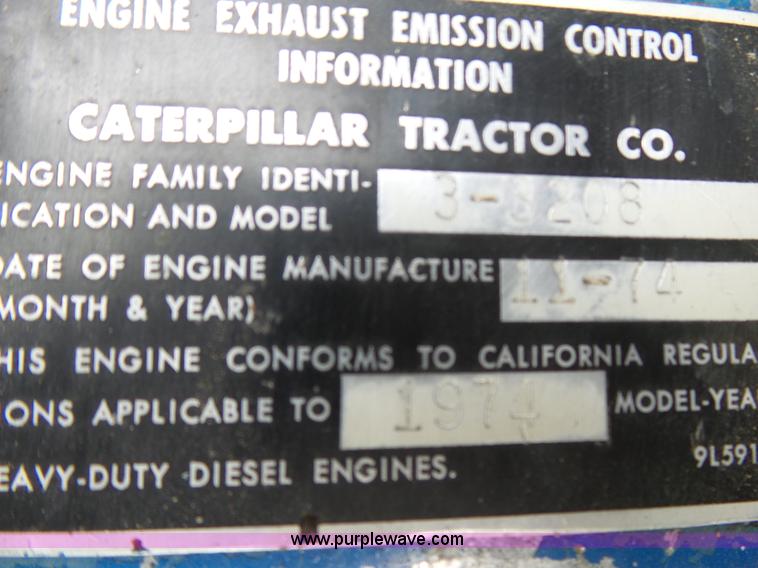 ENGINE EXHAUST EMISSION CONTROL
INFORMATION
CATERPILLAR TRACTOR CO.
ENGINE FAMILY IDENTI-
ICATION AND MODEL 3-3208
DATE OF ENGINE MANUFACTURE 11-74
(MONTH & YEAR)
HIS ENGINE CONFORMS TO CALIFORNIA REGULA
IONS APPLICABLE TO 1974 MODEL-YEA
EAVY-DUTY DIESEL ENGINES. 9L591
www.purplewave.com